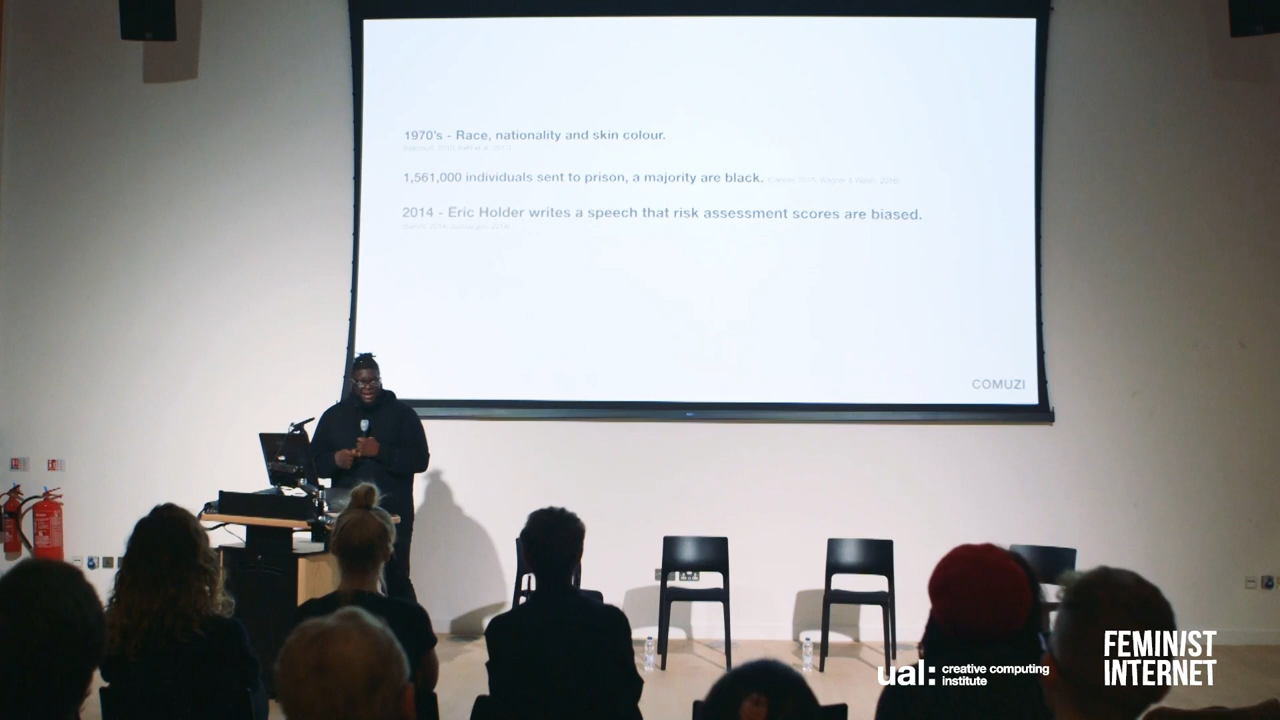 1970's - Race, nationality and skin colour.
1,561,000 individuals sent to prison, a majority are black.
2014 - Eric Holder writes a speech that risk assessment scores are biased.
COMUZI
ual: creative computing
institute
FEMINIST
INTERNET